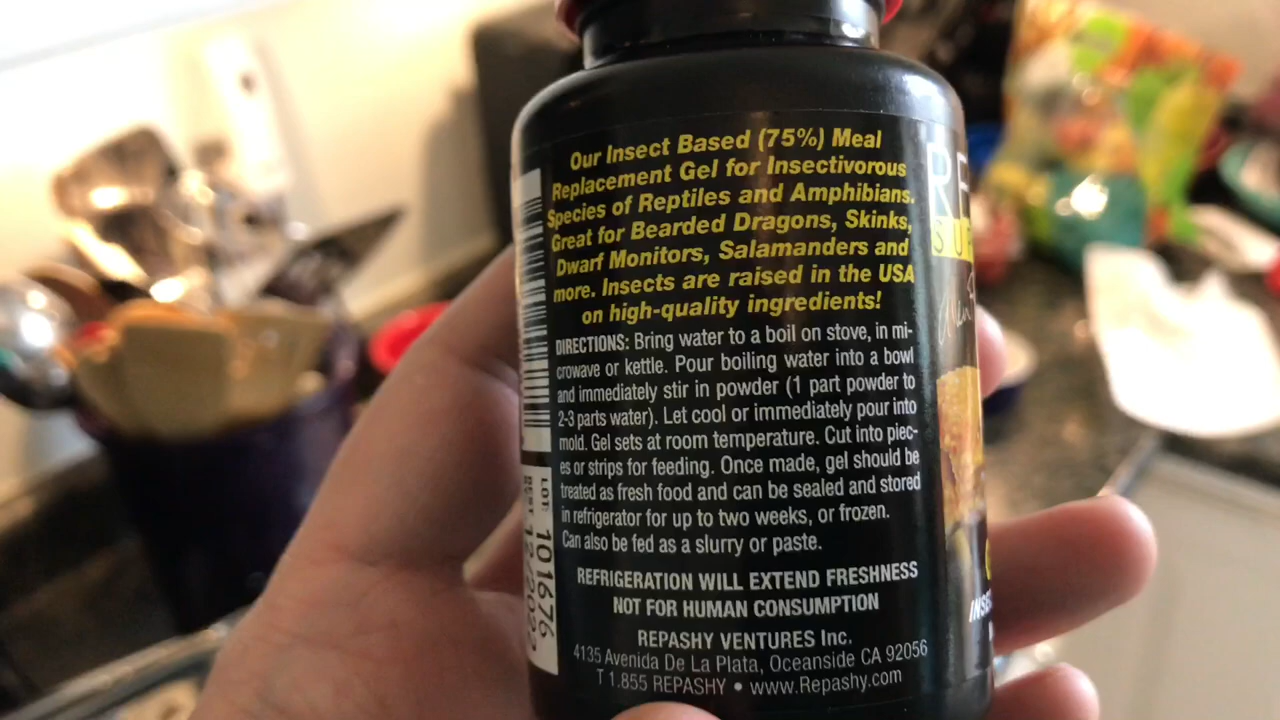 Our Insect Based (75%) Meal
Replacement Gel for Insectivorous
Species of Reptiles and Amphibians.
Great for Bearded Dragons, Skinks,
Dwarf Monitors, Salamanders and
more. Insects are raised in the USA
on high-quality ingredients!
DIRECTIONS: Bring water to a boil on stove, in mi-
crowave or kettle. Pour boiling water into a bowl
and immediately stir in powder (1 part powder to
2-3 parts water). Let cool or immediately pour into
mold. Gel sets at room temperature. Cut into piec-
es or strips for feeding. Once made, gel should be
treated as fresh food and can be sealed and stored
in refrigerator for up to two weeks, or frozen.
Can also be fed as a slurry or paste.
REFRIGERATION WILL EXTEND FRESHNESS
NOT FOR HUMAN CONSUMPTION
REPASHY VENTURES Inc.
4135 Avenida De La Plata, Oceanside CA 92056
T 1.855 REPASHY • www.Repashy.com
LOT: 101676